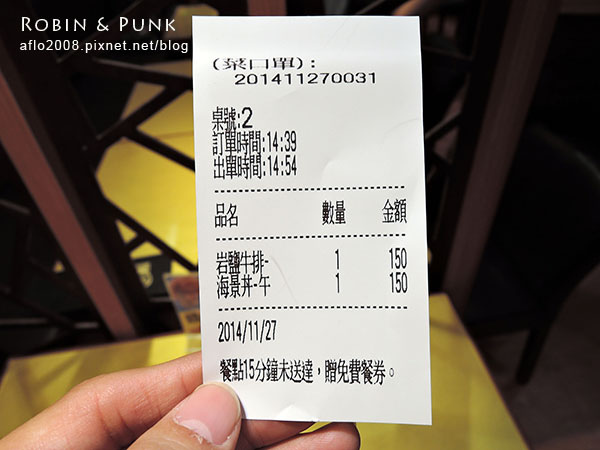 ROBIN & PUNK
aflo2008.pixnet.net/blog
(菜口單):
201411270031
桌號:2
訂單時間:14:39
出單時間:14:54
品名 數量 金額
岩鹽牛排- 1 150
海景丼-午 1 150
2014/11/27
餐點15分鐘未送達,贈免費餐券。